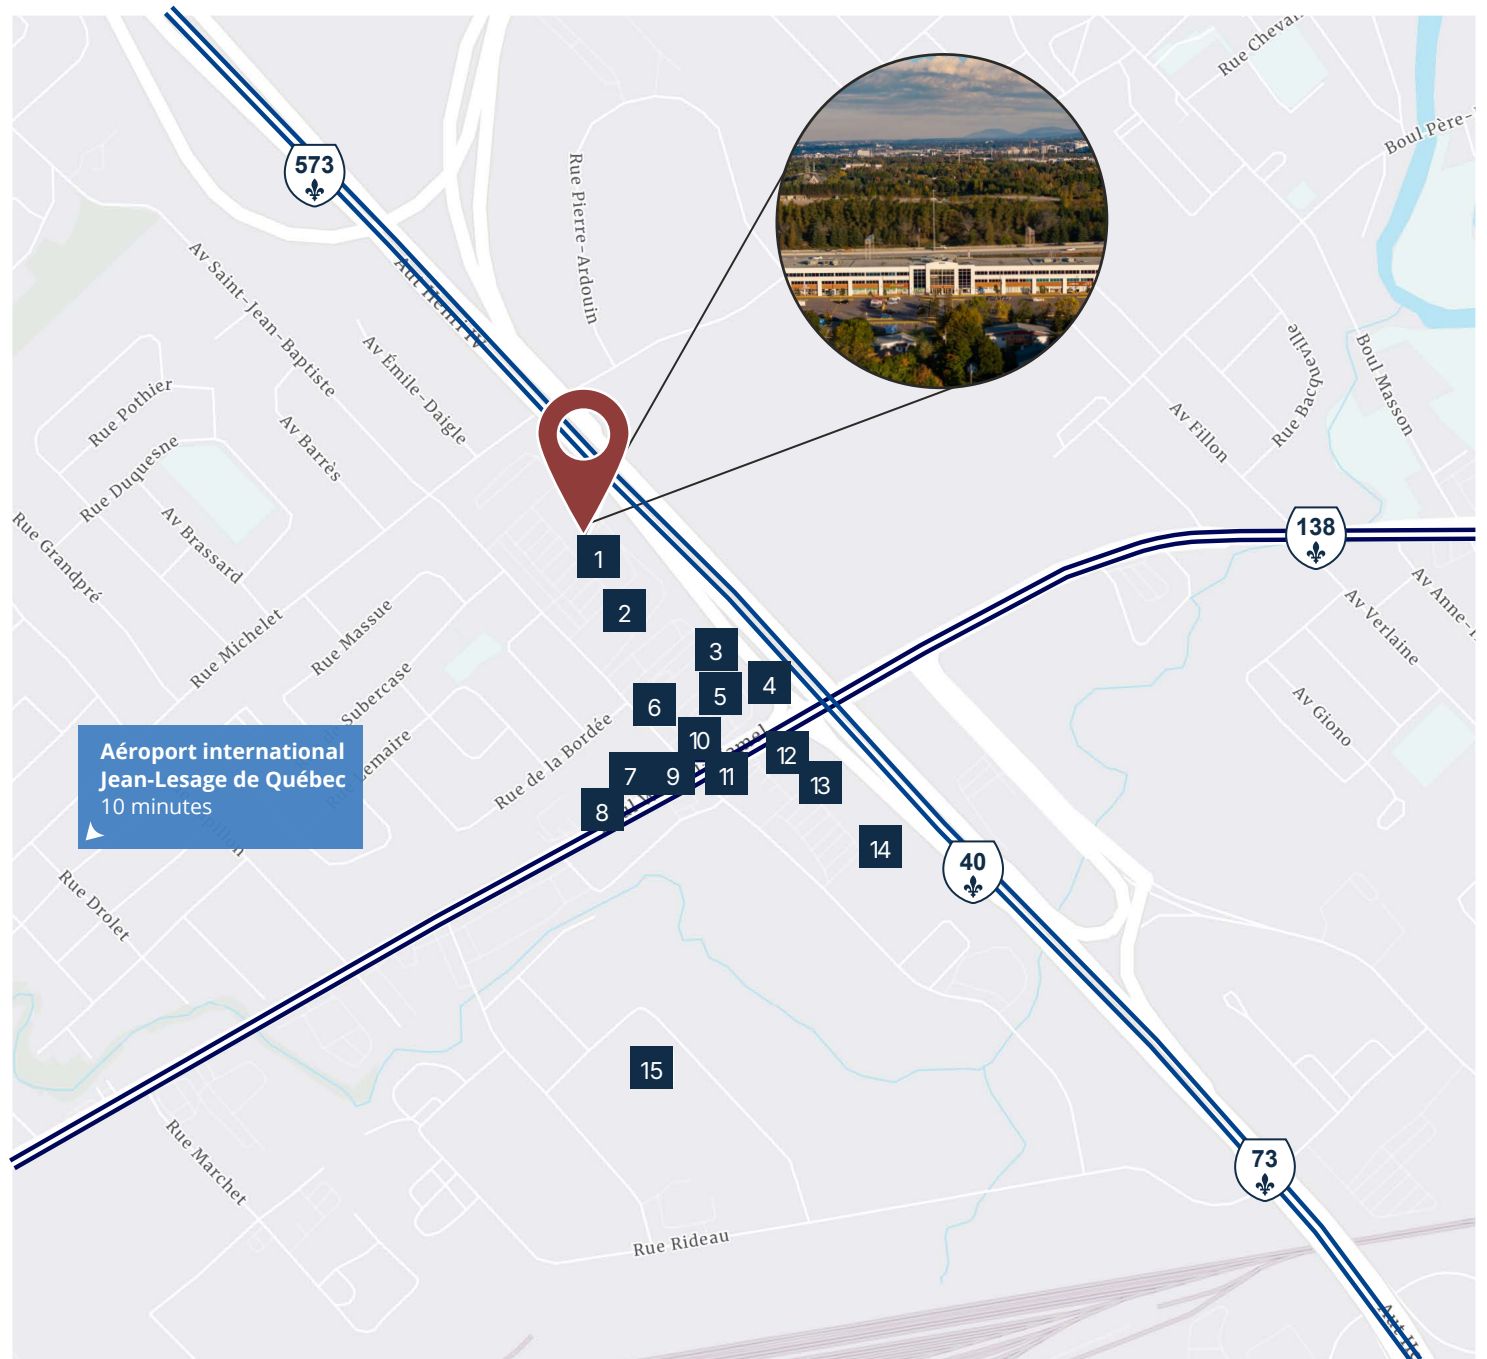 Rue Cheva
Boul Père-
573
Rue Pierre-Ardouin
Av Saint-Jean-Baptiste
Aut Henri IV
Av Émile-Daigle
Rue Bacqueville
Boul Masson
Rue Pothier
Av Barrès
Av Fillon
Rue Duquesne
Av Brassard
Rue Grandpré
138
1
Av Anne-
Av Verlaine
2
Rue Massue
Rue Michelet
3
4
5
6
Subercase
Av Giono
Rue de la Bordée
10
12
7
9
11
13
8
Lemaire
Aéroport international
Jean-Lesage de Québec
10 minutes
14
40
Rue Drolet
15
Rue Marchet
73
Rue Rideau
Aut H